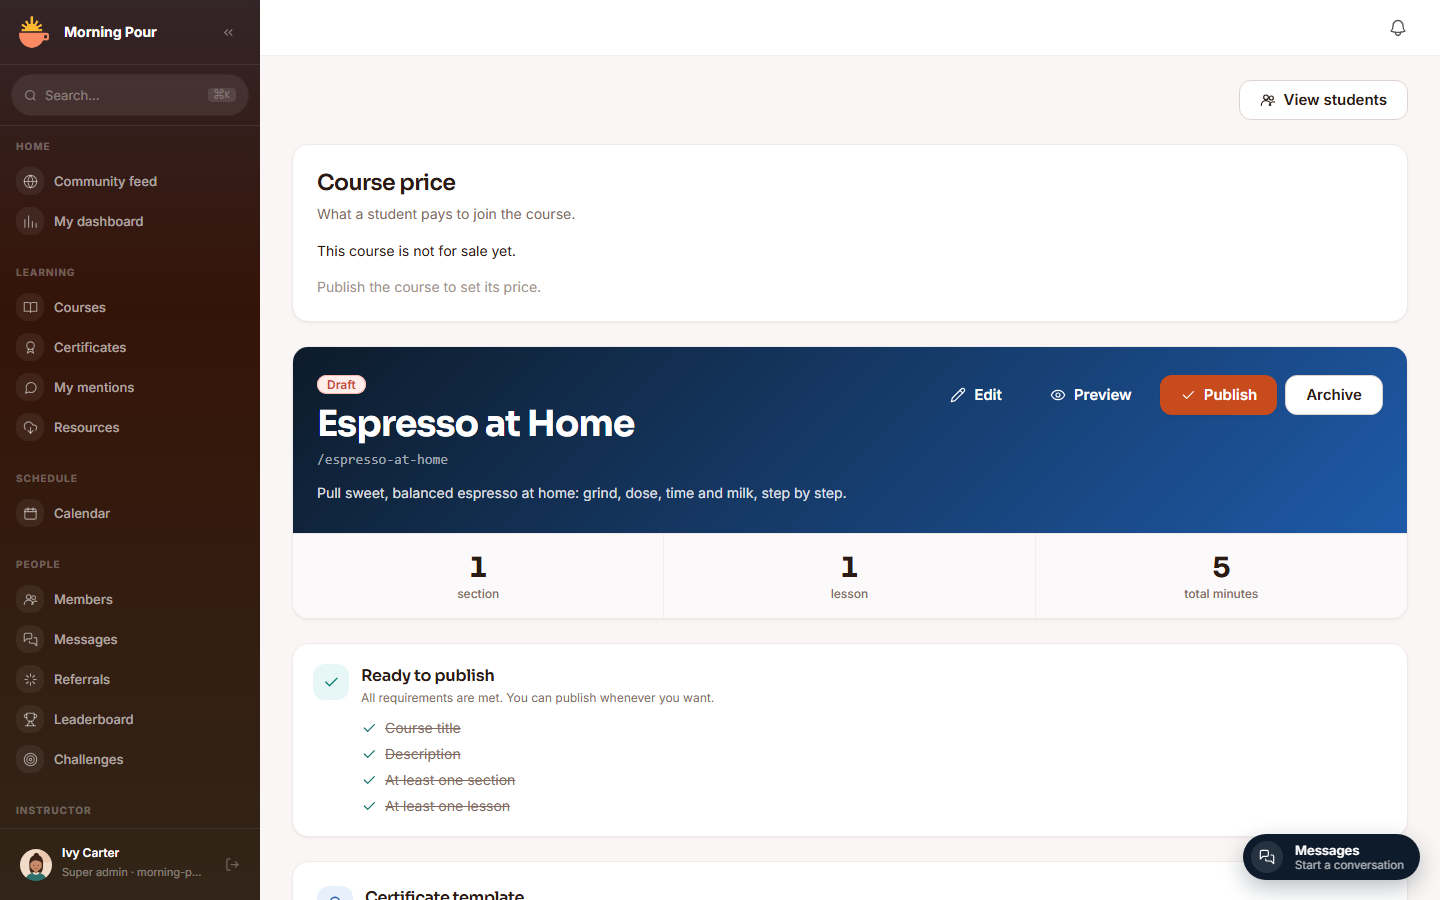 Morning Pour
Search...
⌘K
HOME
Community feed
My dashboard
LEARNING
Courses
Certificates
My mentions
Resources
SCHEDULE
Calendar
PEOPLE
Members
Messages
Referrals
Leaderboard
Challenges
INSTRUCTOR
Ivy Carter
Super admin · morning-p...
View students
Course price
What a student pays to join the course.
This course is not for sale yet.
Publish the course to set its price.
Draft
Edit
Preview
Publish
Archive
Espresso at Home
/espresso-at-home
Pull sweet, balanced espresso at home: grind, dose, time and milk, step by step.
1
section
1
lesson
5
total minutes
Ready to publish
All requirements are met. You can publish whenever you want.
Course title
Description
At least one section
At least one lesson
Certificate template
Messages
Start a conversation